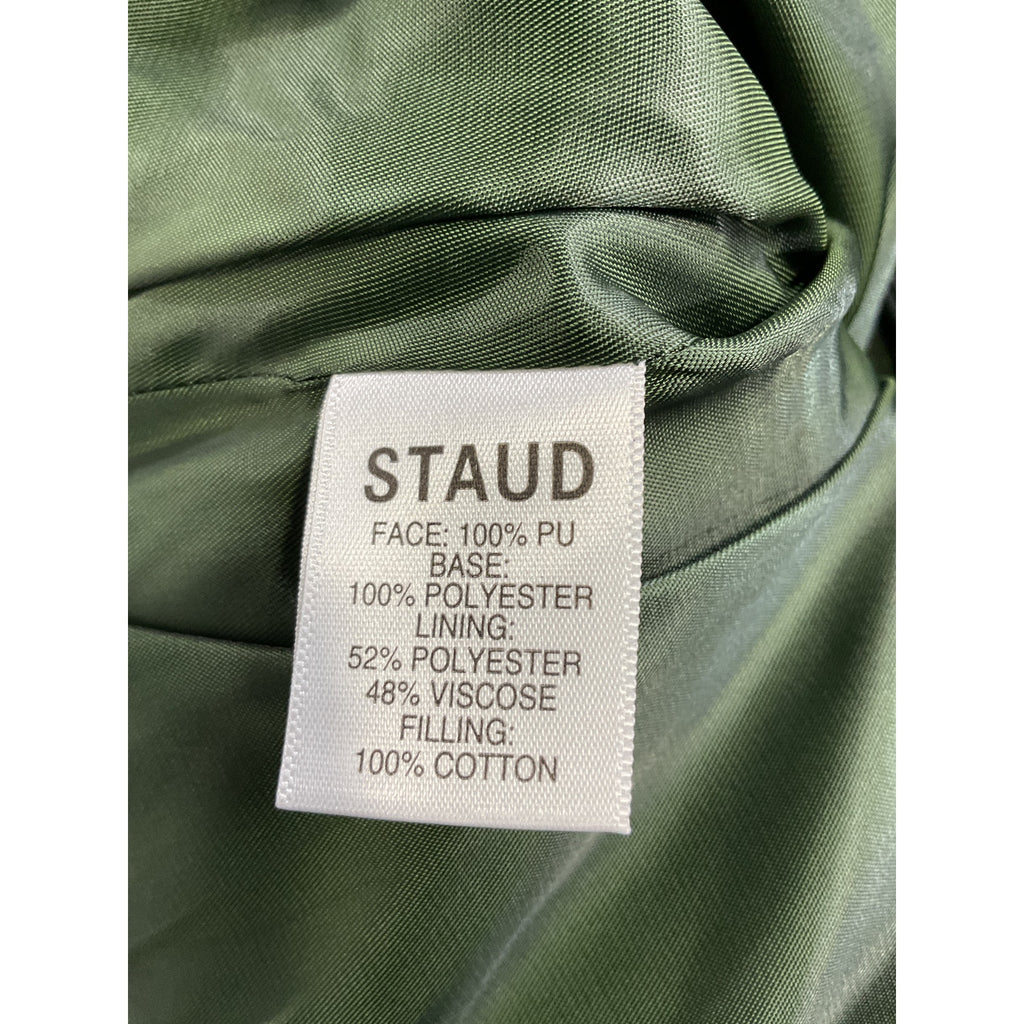 STAUD
FACE: 100% PU
BASE:
100% POLYESTER
LINING:
52% POLYESTER
48% VISCOSE
FILLING:
100% COTTON